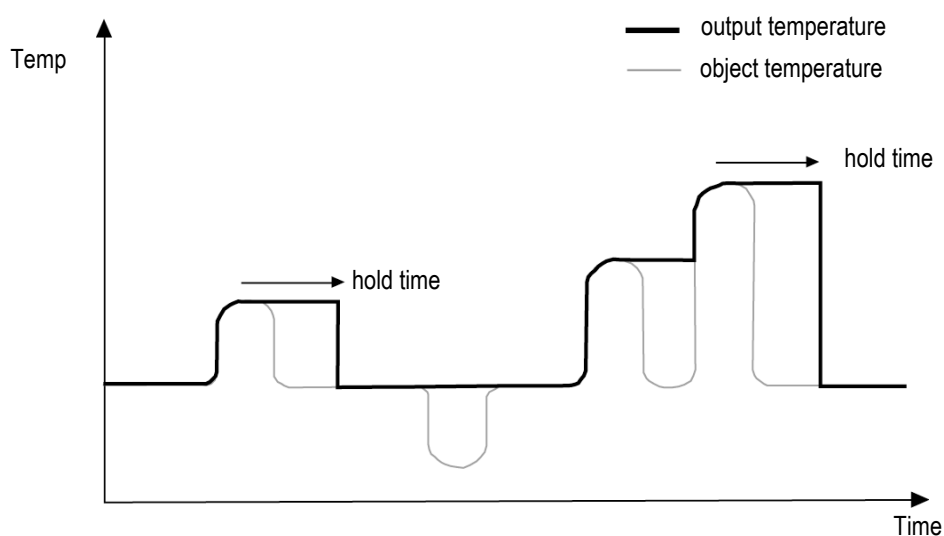 output temperature
Temp
object temperature
hold time
hold time
Time